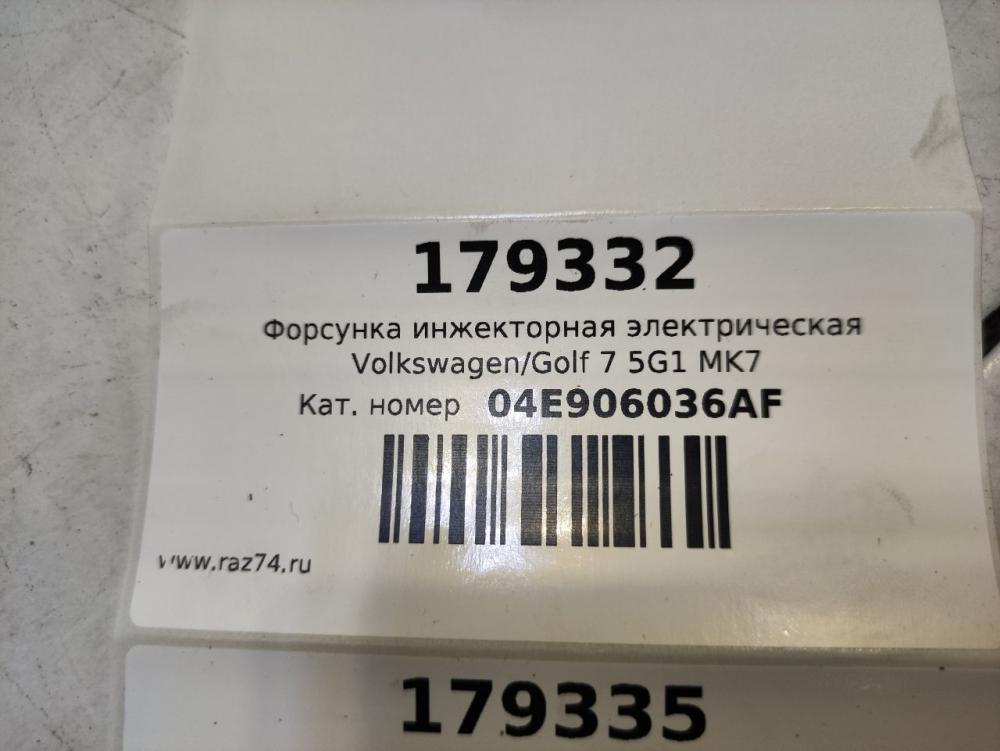 179332
Форсунка инжекторная электрическая
Volkswagen/Golf 7 5G1 MK7
Кат. номер 04E906036AF
www.raz74.ru
179335